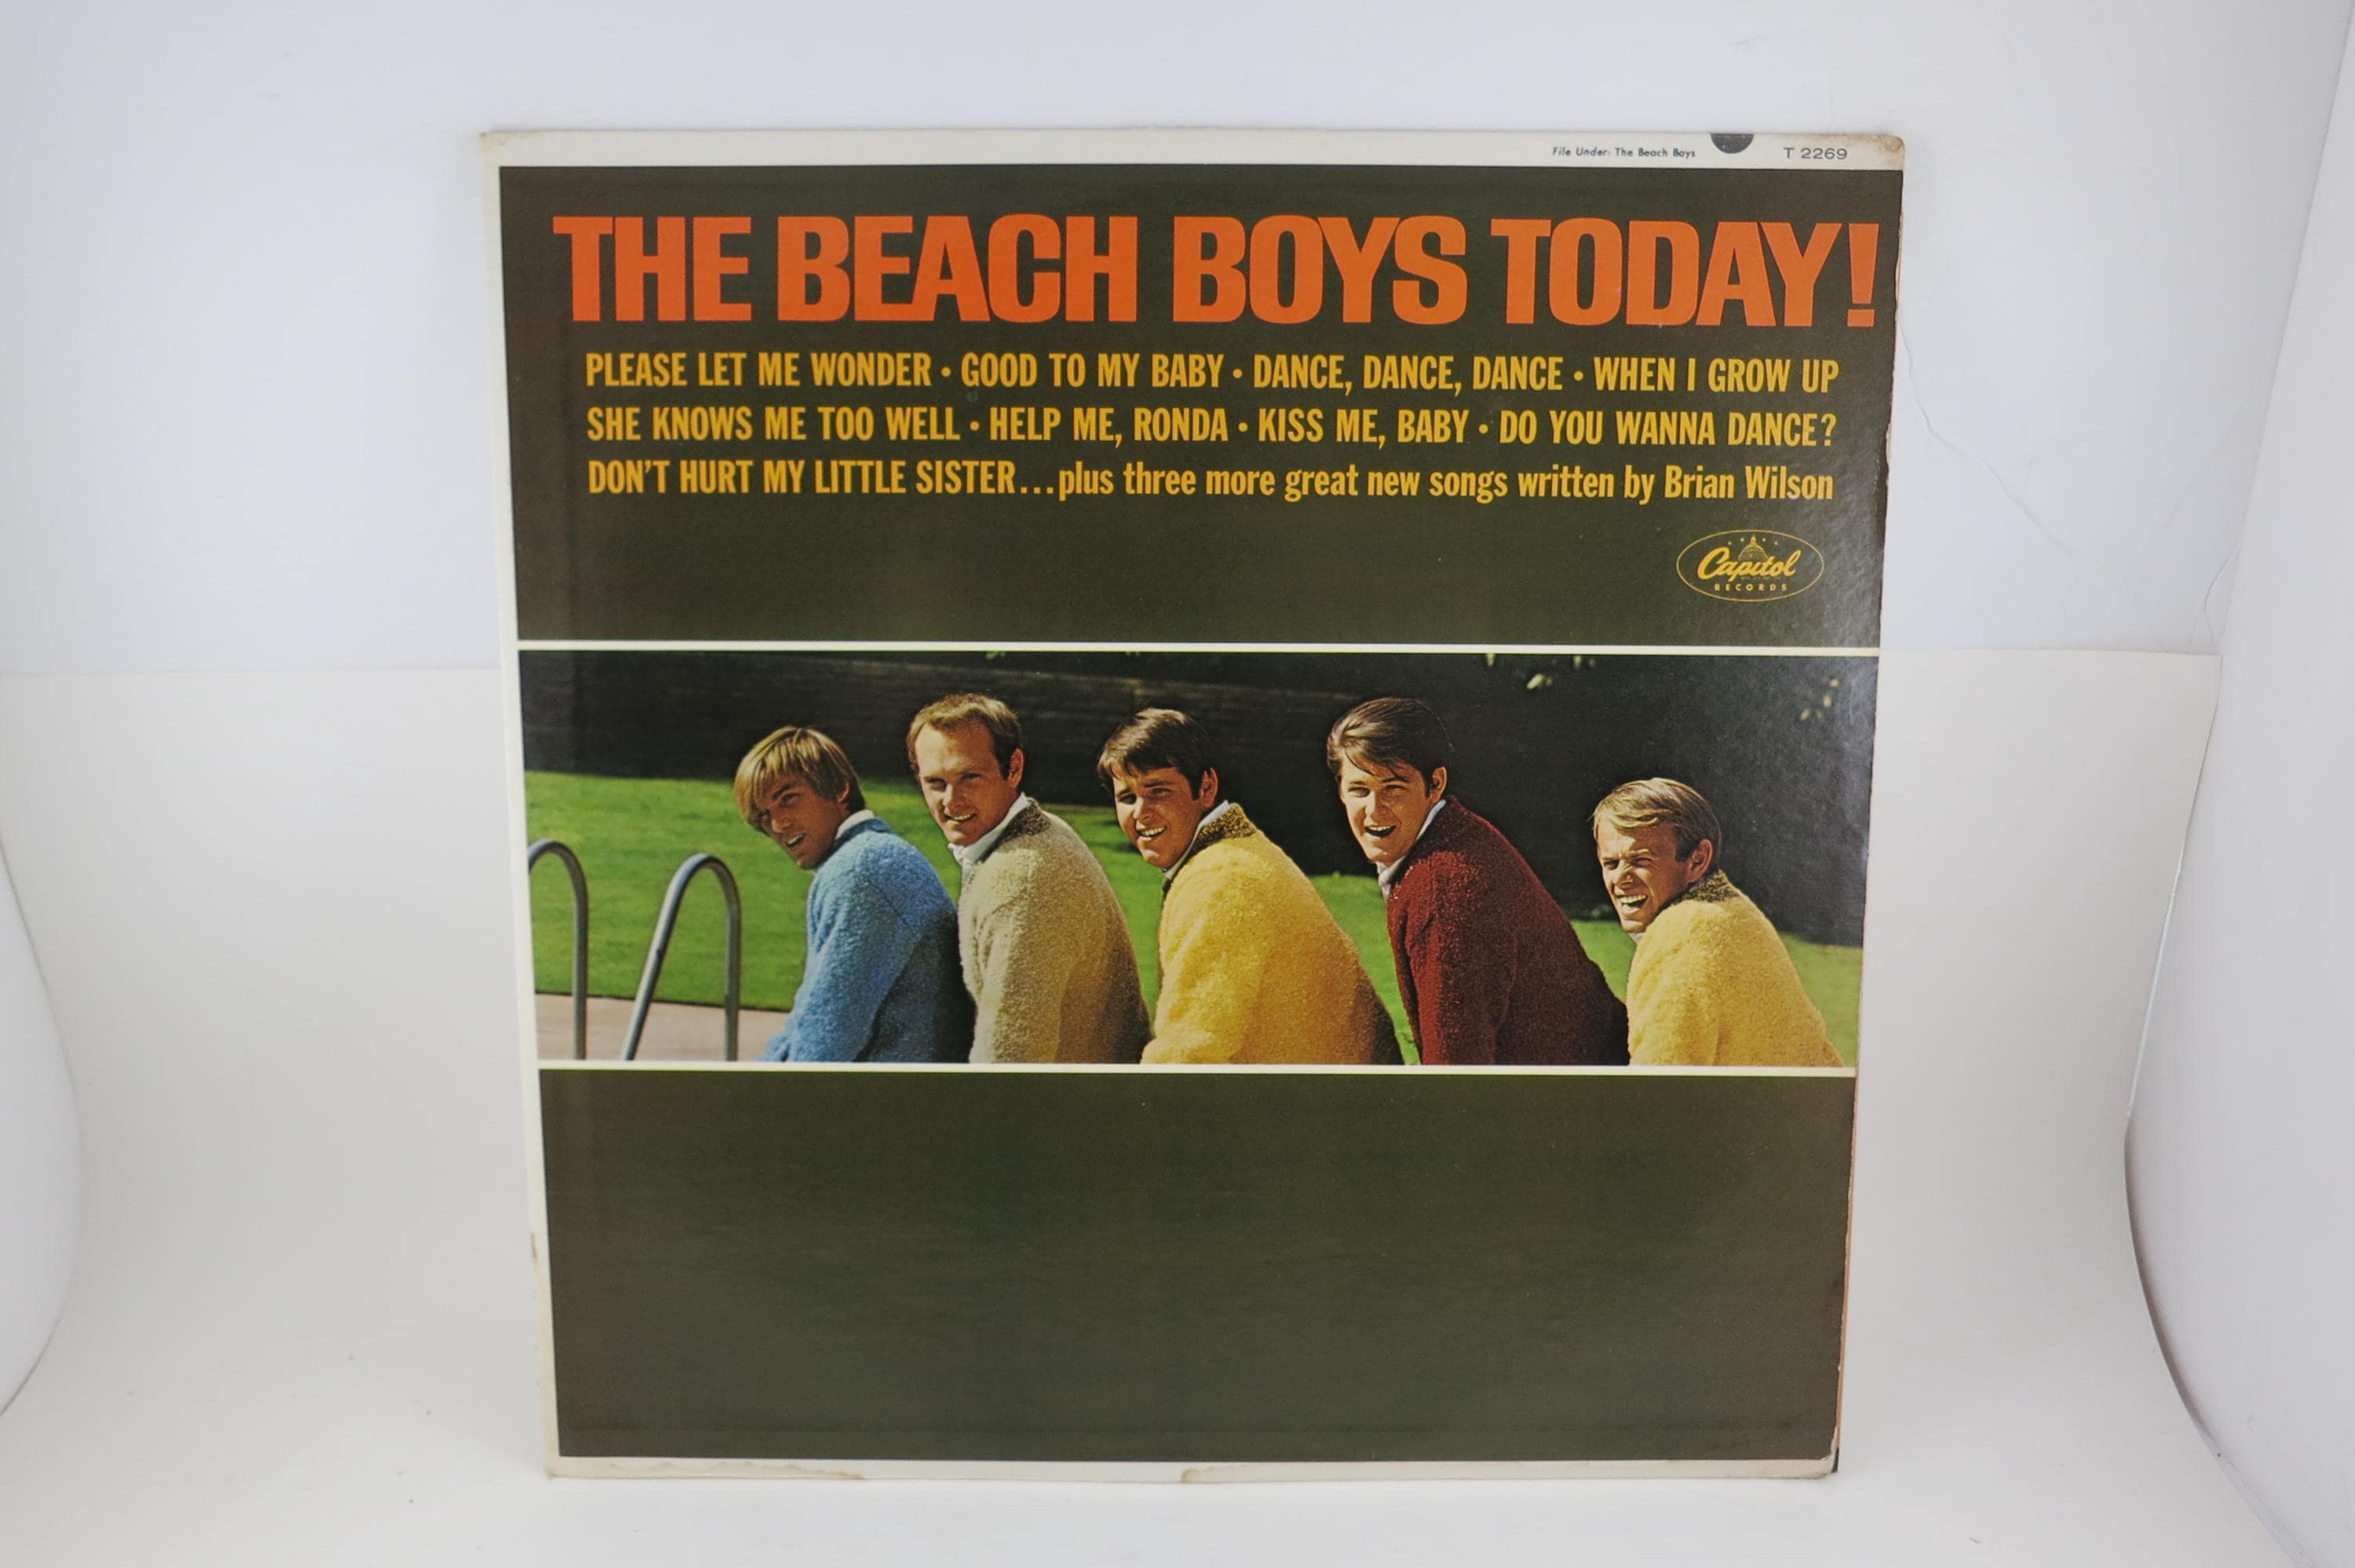 File Under: The Beach Boys T 2269
THE BEACH BOYS TODAY!
PLEASE LET ME WONDER • GOOD TO MY BABY • DANCE, DANCE, DANCE • WHEN I GROW UP
SHE KNOWS ME TOO WELL • HELP ME, RONDA • KISS ME, BABY • DO YOU WANNA DANCE?
DON'T HURT MY LITTLE SISTER...plus three more great new songs written by Brian Wilson
Capitol
RECORDS